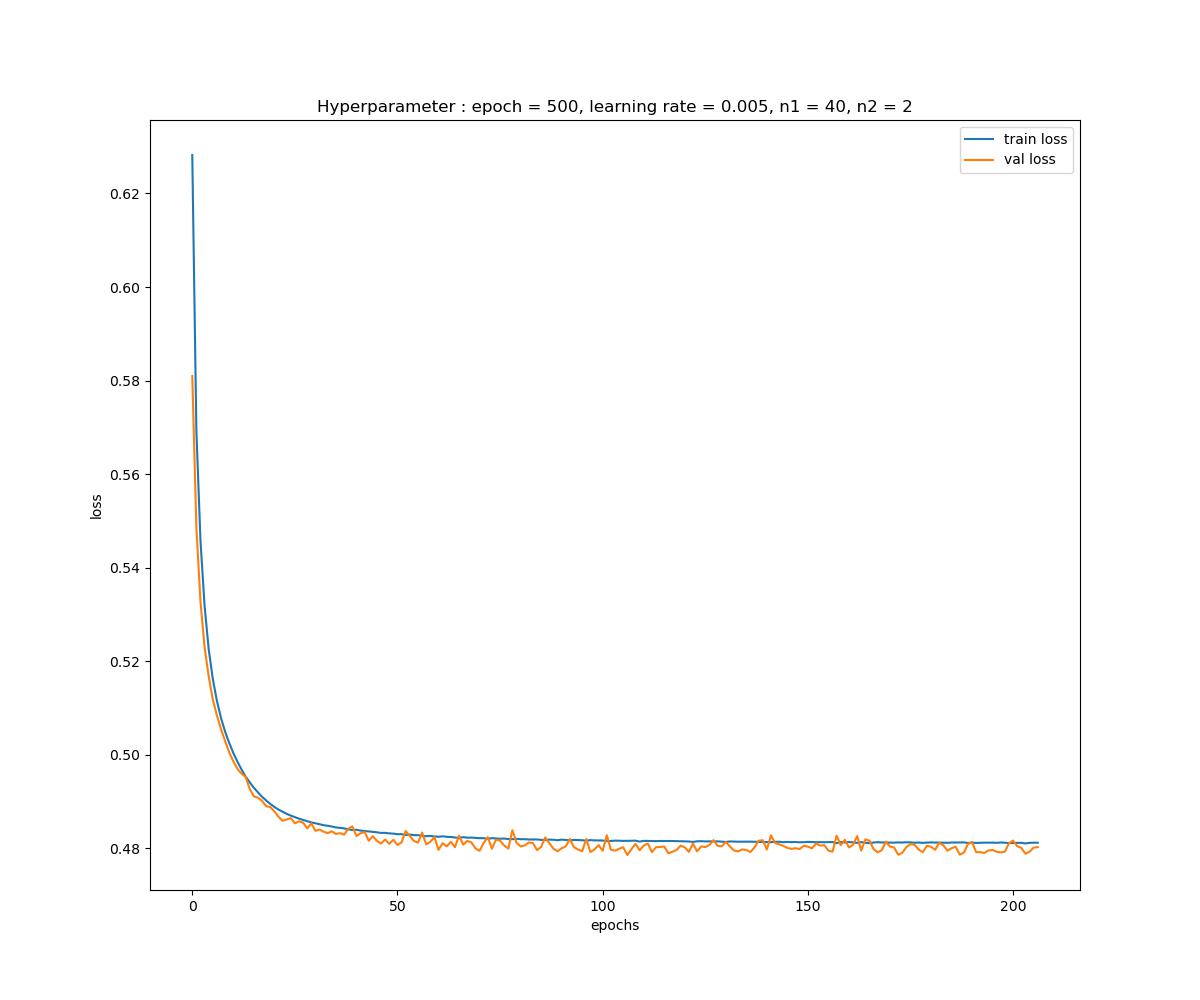 Hyperparameter : epoch = 500, learning rate = 0.005, n1 = 40, n2 = 2
train loss
val loss
0.62
0.60
0.58
0.56
0.54
0.52
0.50
0.48
loss
0 50 100 150 200
epochs